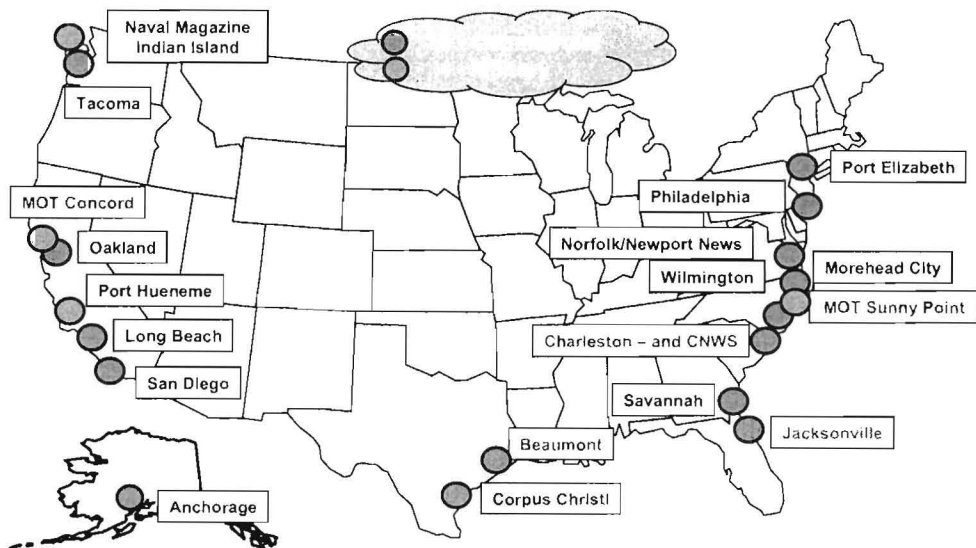 Naval Magazine
Indian Island
Tacoma
Port Elizabeth
Philadelphia
MOT Concord
Oakland
Norfolk/Newport News
Wilmington
Morehead City
Port Hueneme
MOT Sunny Point
Long Beach
Charleston – and CNWS
San Diego
Savannah
Jacksonville
Beaumont
Corpus Christi
Anchorage